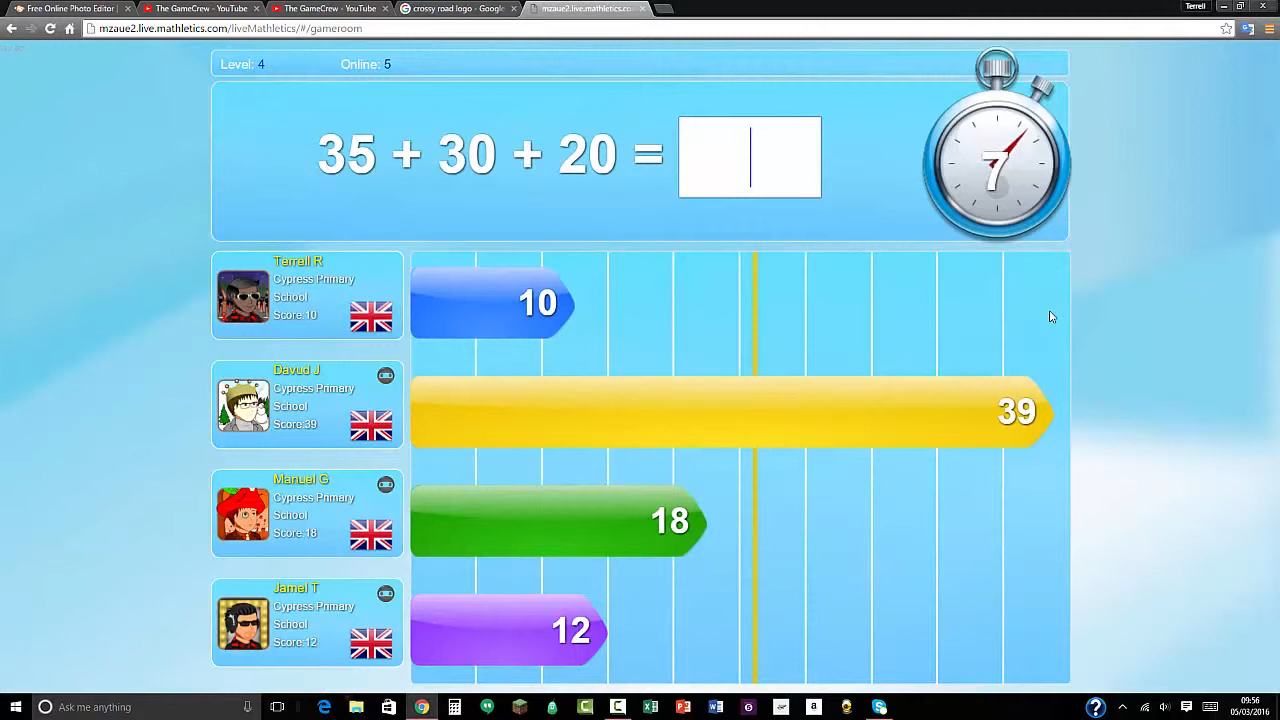 Free Online Photo Editor
The GameCrew - YouTube
The GameCrew - YouTube
crossy road logo - Google
mzaue2.live.mathletics.co
Terrell
mzaue2.live.mathletics.com/liveMathletics/#/gameroom
Level: 4
Online: 5
35 + 30 + 20 =
7
Terrell R
Cypress Primary
School
Score:10
10
Davud J
Cypress Primary
School
Score:39
39
Manuel G
Cypress Primary
School
Score:18
18
Jamel T
Cypress Primary
School
Score:12
12
Ask me anything
09:56
05/03/2016